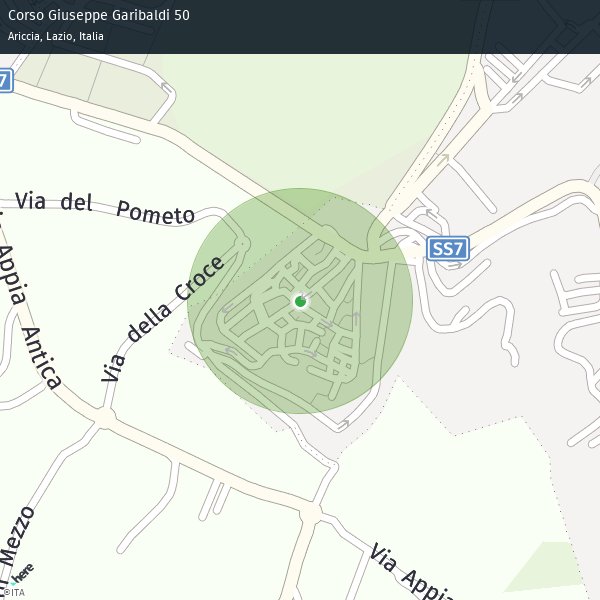 Corso Giuseppe Garibaldi 50
Ariccia, Lazio, Italia
7
Via del Pometo
SS7
Via della Croce
Appia Antica
Mezzo
Via Appia
here
©ITA